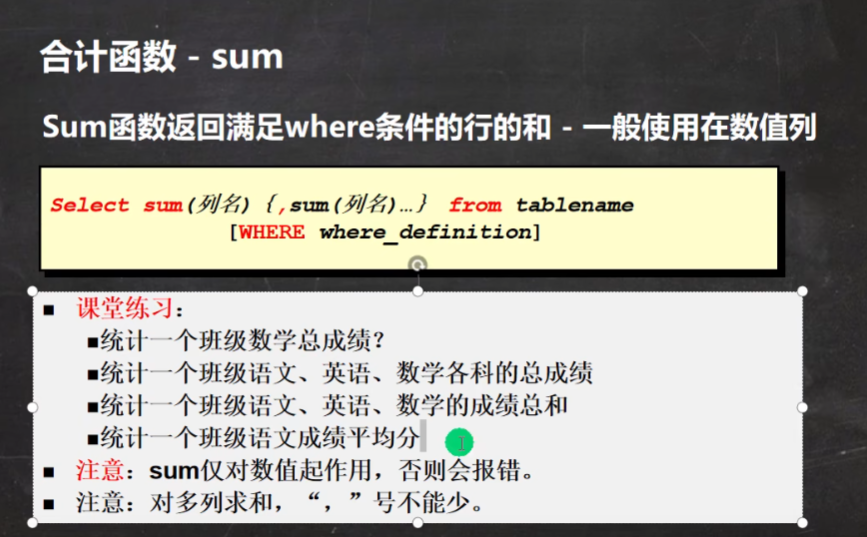 合计函数 - sum
Sum函数返回满足where条件的行的和 - 一般使用在数值列
Select sum(列名) {,sum(列名)…} from tablename
[WHERE where_definition]
■ 课堂练习：
■统计一个班级数学总成绩？
■统计一个班级语文、英语、数学各科的总成绩
■统计一个班级语文、英语、数学的成绩总和
■统计一个班级语文成绩平均分
■ 注意：sum仅对数值起作用，否则会报错。
■ 注意：对多列求和，“，”号不能少。